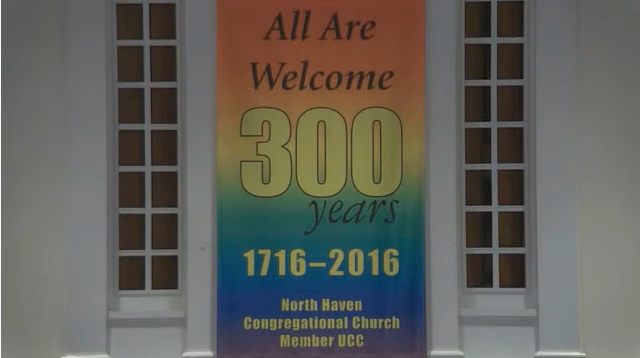 All Are
Welcome
300
years
1716–2016
North Haven
Congregational Church
Member UCC